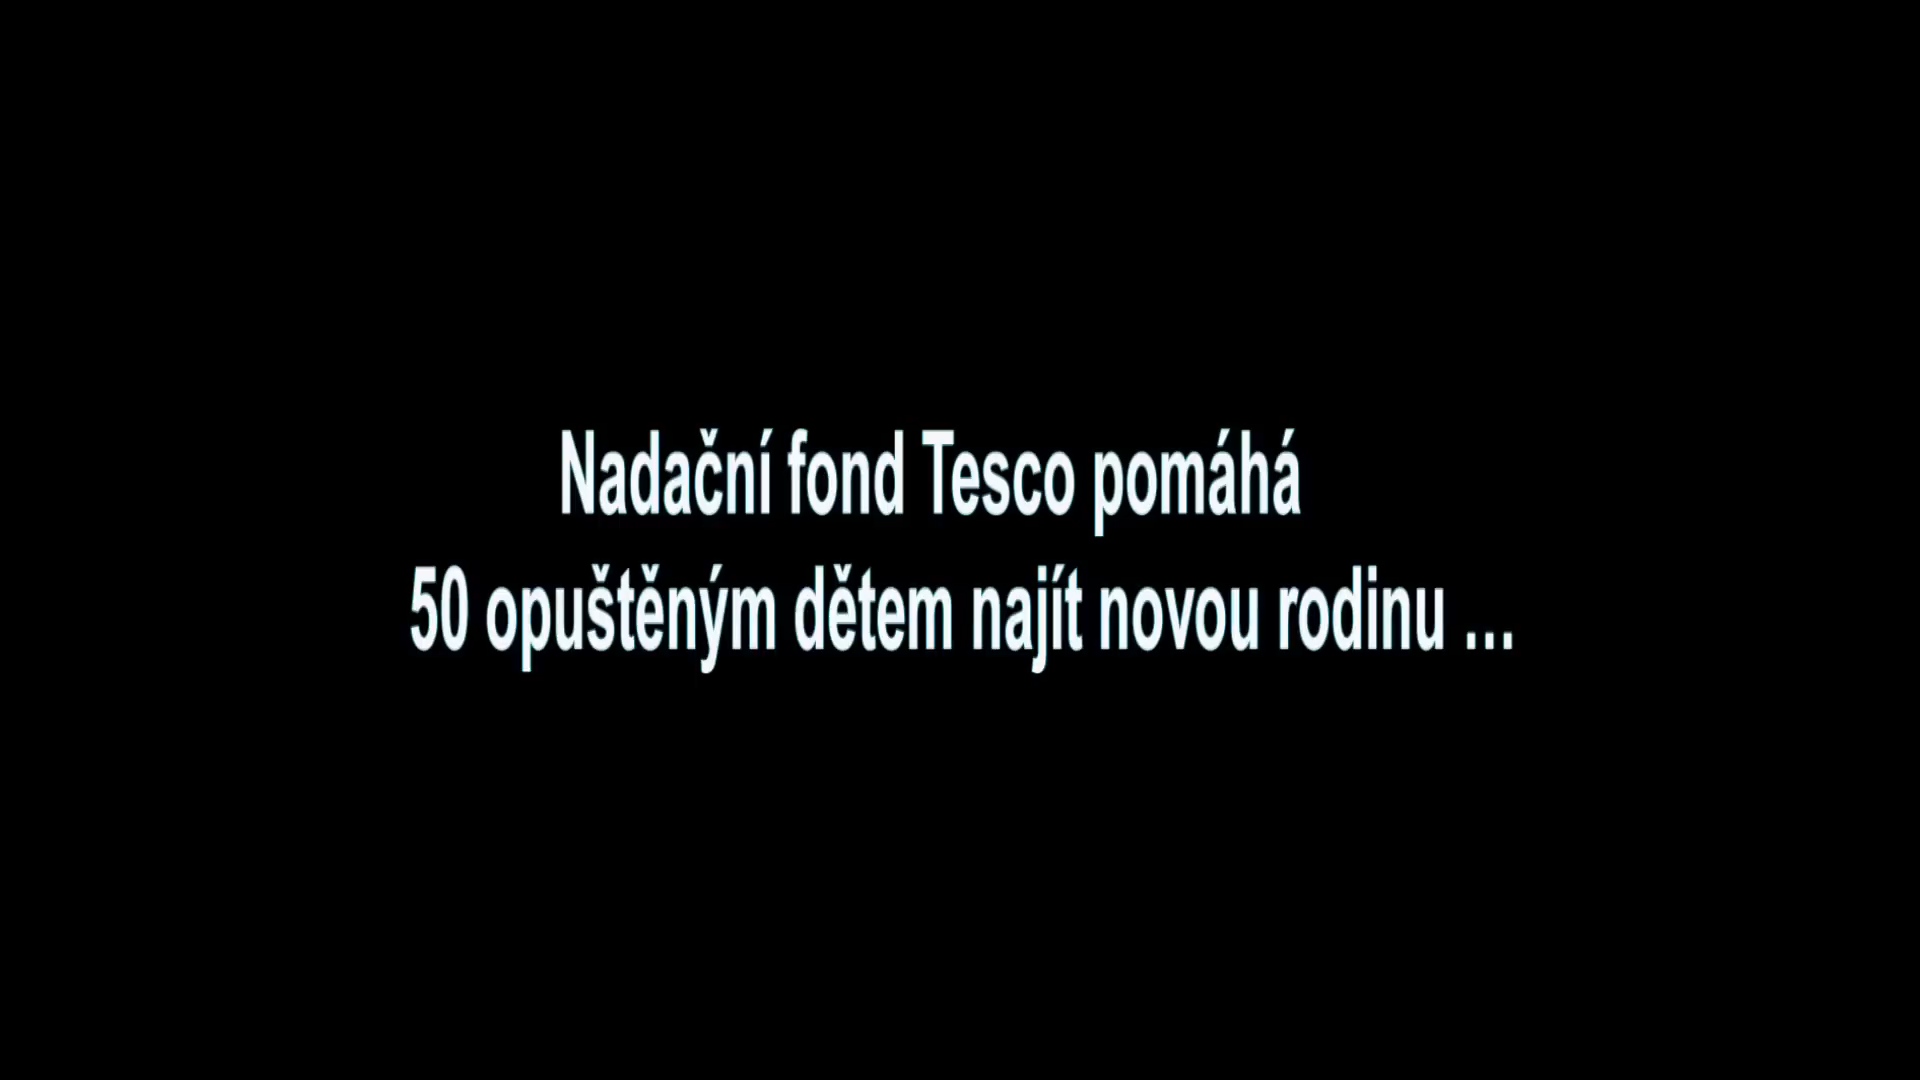 Nadační fond Tesco pomáhá
50 opuštěným dětem najít novou rodinu ...